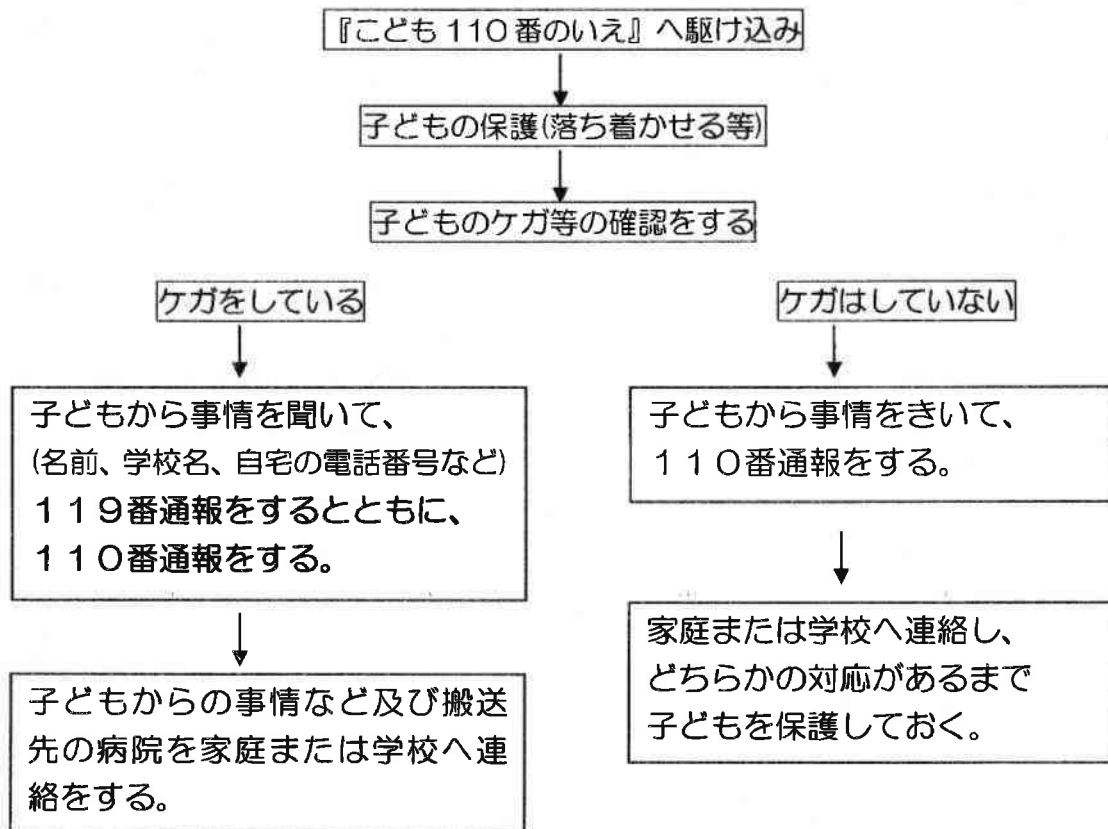 『こども110番のいえ』へ駆け込み
子どもの保護(落ち着かせる等)
子どものケガ等の確認をする
ケガをしている
子どもから事情を聞いて、
(名前、学校名、自宅の電話番号など)
119番通報をするとともに、
110番通報をする。
子どもからの事情など及び搬送
先の病院を家庭または学校へ連
絡をする。
ケガはしていない
子どもから事情をきいて、
110番通報をする。
家庭または学校へ連絡し、
どちらかの対応があるまで
子どもを保護しておく。